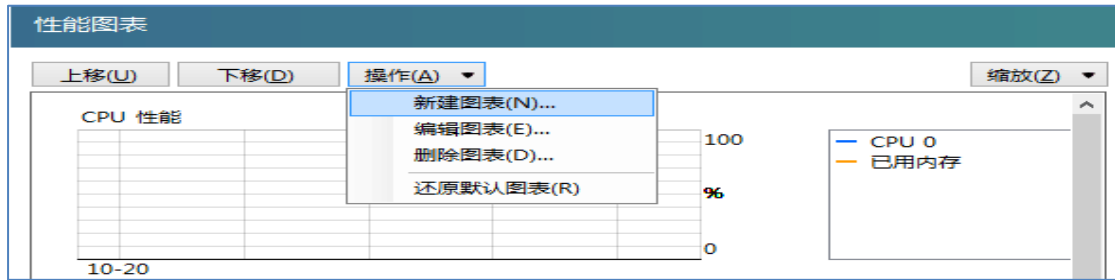 性能图表
上移(U) 下移(D) 操作(A) 缩放(Z)
新建图表(N)...
编辑图表(E)...
删除图表(D)...
还原默认图表(R)
CPU 性能
100
%
0
10-20
CPU 0
已用内存